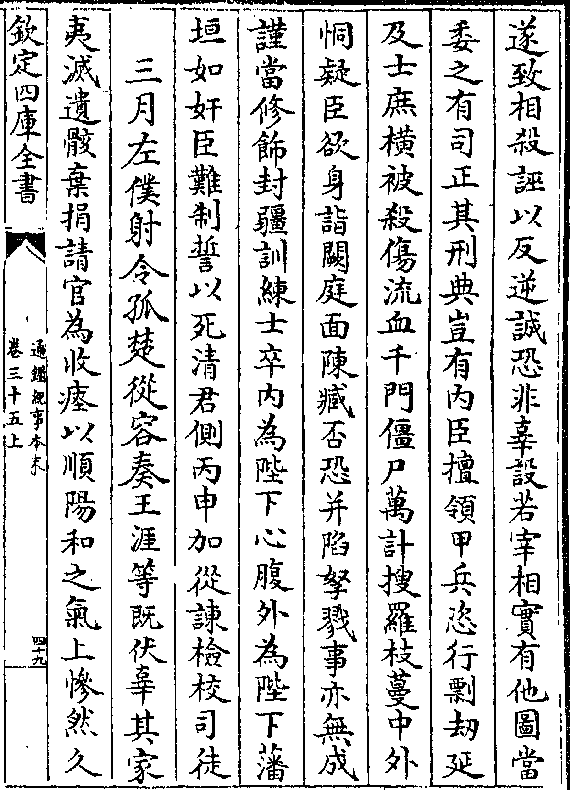 遂致相殺誣以反逆誠恐非辜設若宰相實有他圖當
委之有司正其刑典豈有内臣擅領甲兵恣行剽劫延
及士庶橫被殺傷流血千門僵尸萬計搜羅枝蔓中外
恫疑臣欲身詣闕庭面陳臧否恐并陷孥戮事亦無成
謹當修飾封疆訓練士卒内為陛下心腹外為陛下藩
垣如奸臣難制誓以死清君側丙申加從諫檢校司徒
三月左僕射令孤楚從容奏王涯等既伏辜其家
夷滅遺骸棄捐請官為收瘞以順陽和之氣上慘然久
欽定四庫全書
通鑑紀事本末
卷三十五上
四十九